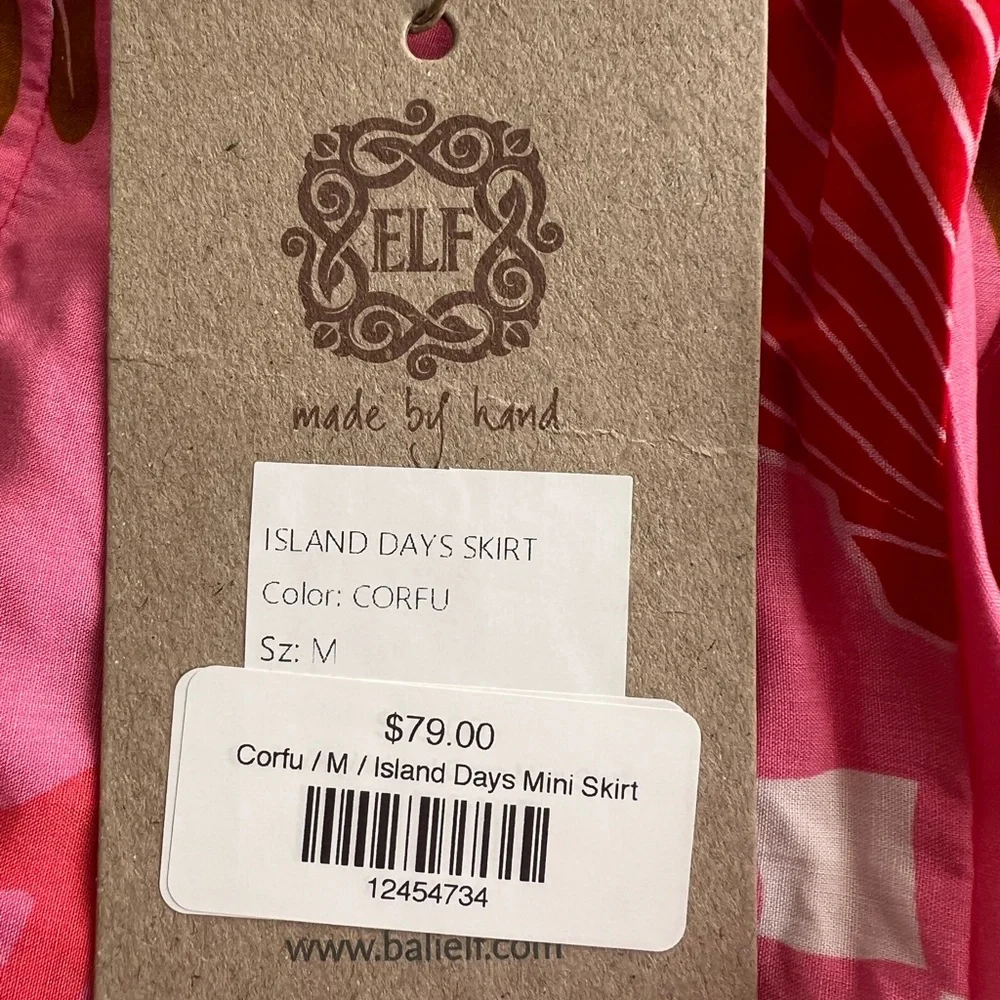 ELF
made by hand
ISLAND DAYS SKIRT
Color: CORFU
Sz: M
$79.00
Corfu / M / Island Days Mini Skirt
12454734
www.balielf.com